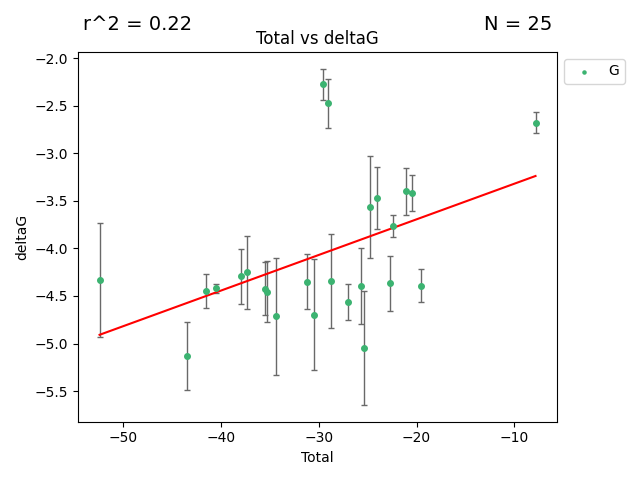 r^2 = 0.22
N = 25
Total vs deltaG
G
−2.0
−2.5
−3.0
−3.5
−4.0
−4.5
−5.0
−5.5
deltaG
−50
−40
−30
−20
−10
Total